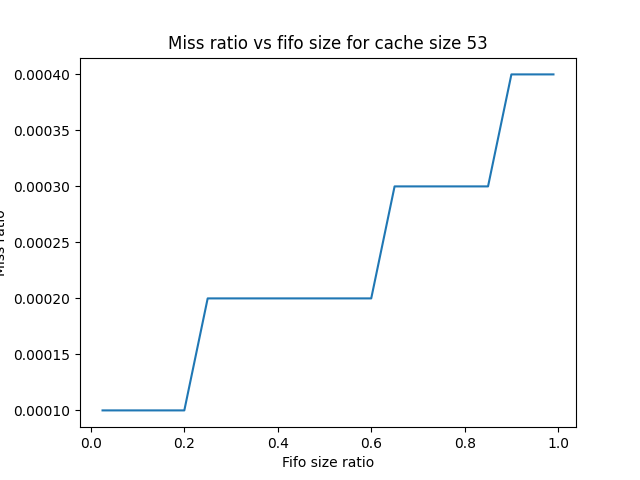 Miss ratio vs fifo size for cache size 53
0.00040
0.00035
0.00030
0.00025
0.00020
0.00015
0.00010
Miss ratio
0.0 0.2 0.4 0.6 0.8 1.0
Fifo size ratio